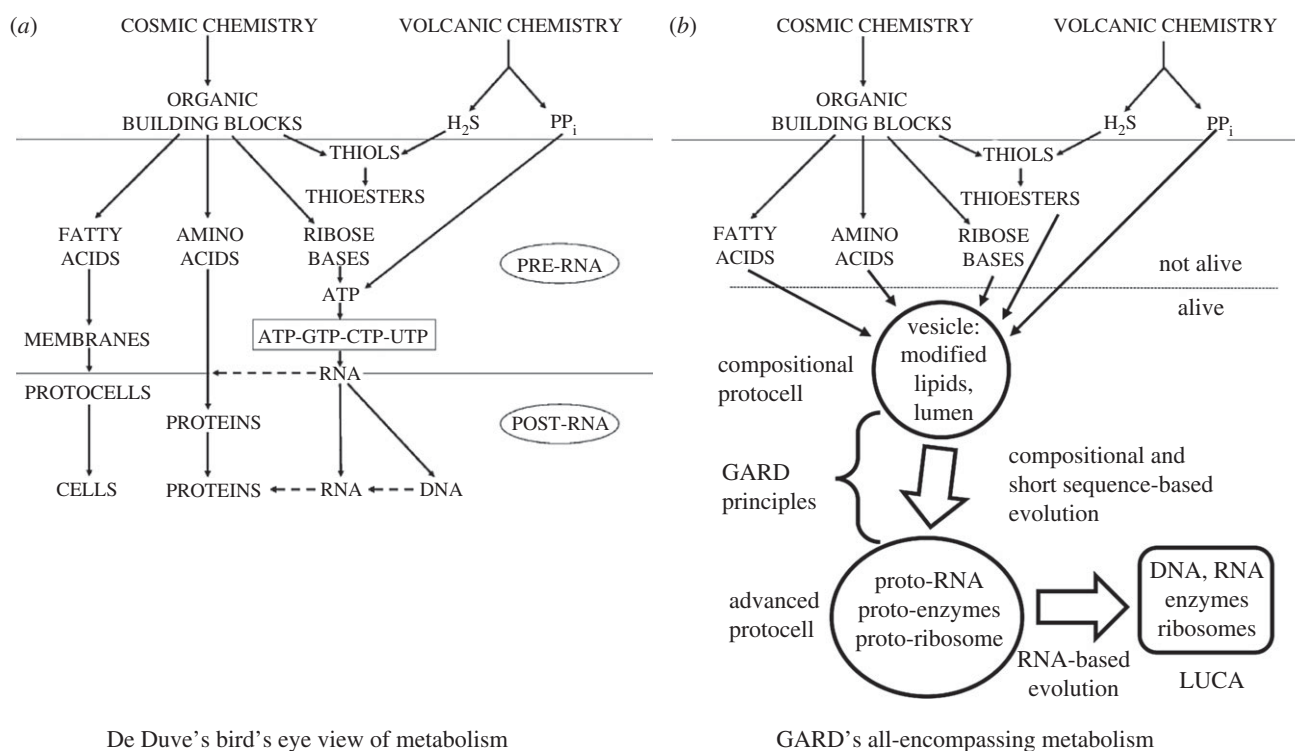 (a)
COSMIC CHEMISTRY
VOLCANIC CHEMISTRY
ORGANIC
BUILDING BLOCKS
H2S
PPi
THIOLS
THIOESTERS
FATTY
ACIDS
AMINO
ACIDS
RIBOSE
BASES
PRE-RNA
ATP
MEMBRANES
ATP-GTP-CTP-UTP
RNA
PROTOCELLS
PROTEINS
POST-RNA
CELLS
PROTEINS
RNA
DNA
De Duve's bird's eye view of metabolism
(b)
COSMIC CHEMISTRY
VOLCANIC CHEMISTRY
ORGANIC
BUILDING BLOCKS
H2S
PPi
THIOLS
THIOESTERS
FATTY
ACIDS
AMINO
ACIDS
RIBOSE
BASES
not alive
alive
vesicle:
modified
lipids,
lumen
compositional
protocell
GARD
principles
compositional and
short sequence-based
evolution
advanced
protocell
proto-RNA
proto-enzymes
proto-ribosome
RNA-based
evolution
DNA, RNA
enzymes
ribosomes
LUCA
GARD's all-encompassing metabolism